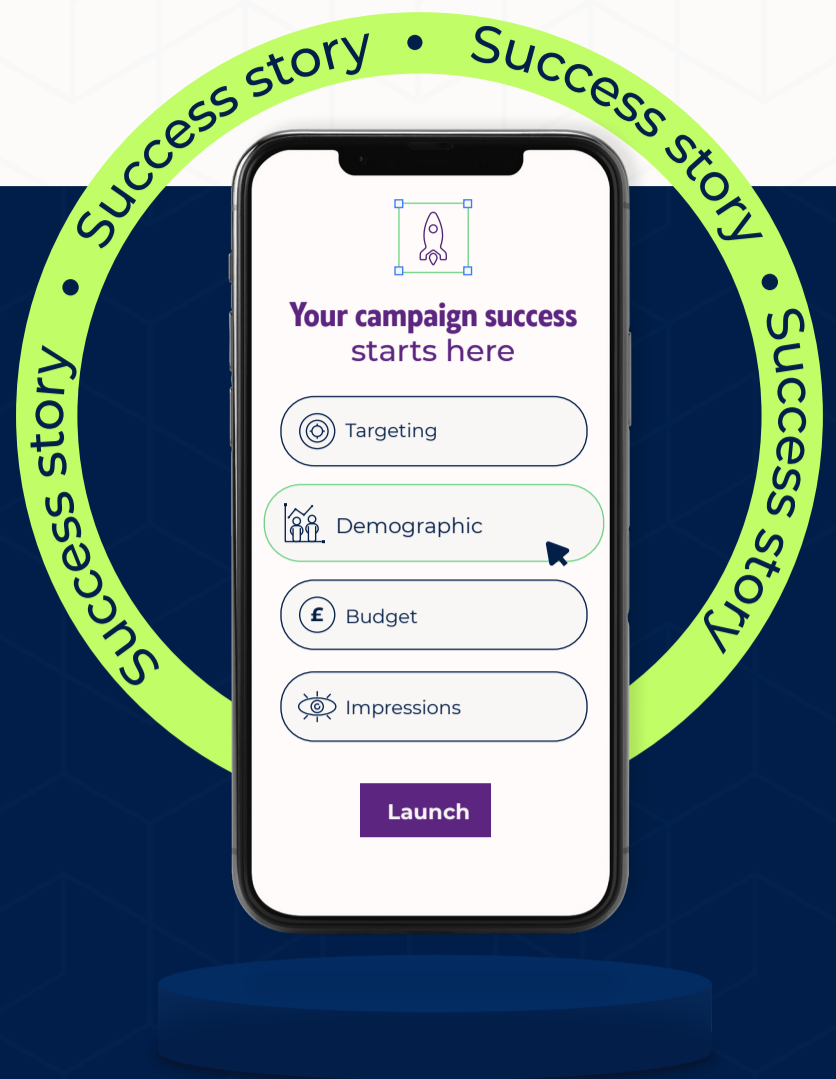 Success story • Success story • Success story • Success story
Your campaign success
starts here
Targeting
Demographic
£ Budget
Impressions
Launch